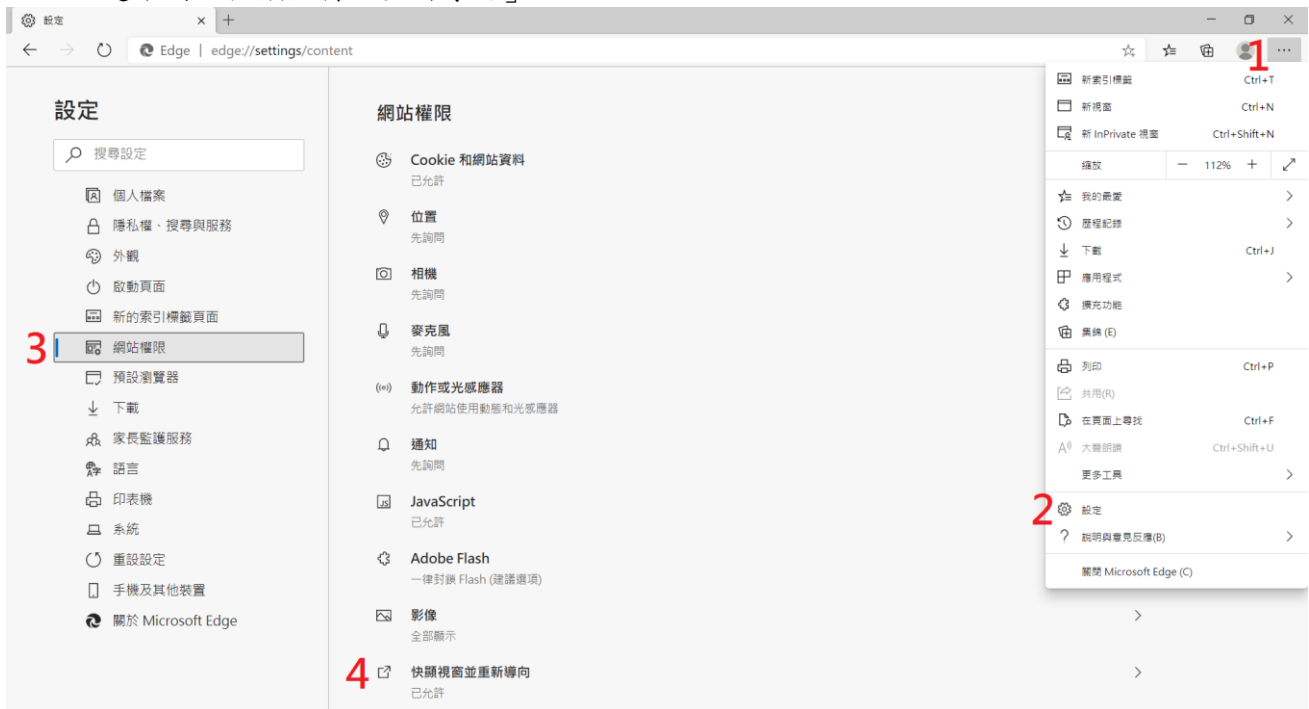 設定
Edge | edge://settings/content
1
設定
搜尋設定
個人檔案
隱私權、搜尋與服務
外觀
啟動頁面
新的索引標籤頁面
3
網站權限
預設瀏覽器
下載
家長監護服務
語言
印表機
系統
重設設定
手機及其他裝置
關於 Microsoft Edge
網站權限
Cookie 和網站資料
已允許
位置
先詢問
相機
先詢問
麥克風
先詢問
動作或光感應器
允許網站使用動態和光感應器
通知
先詢問
JavaScript
已允許
Adobe Flash
一律封鎖 Flash (建議選項)
影像
全部顯示
4
快顯視窗並重新導向
已允許
新索引標籤 Ctrl+T
新視窗 Ctrl+N
新 InPrivate 視窗 Ctrl+Shift+N
縮放 — 112% +
我的最愛
歷程記錄
下載 Ctrl+J
應用程式
擴充功能
集錦 (E)
列印 Ctrl+P
共用(R)
在頁面上尋找 Ctrl+F
大聲朗讀 Ctrl+Shift+U
更多工具
2
設定
說明與意見反應(B)
關閉 Microsoft Edge (C)